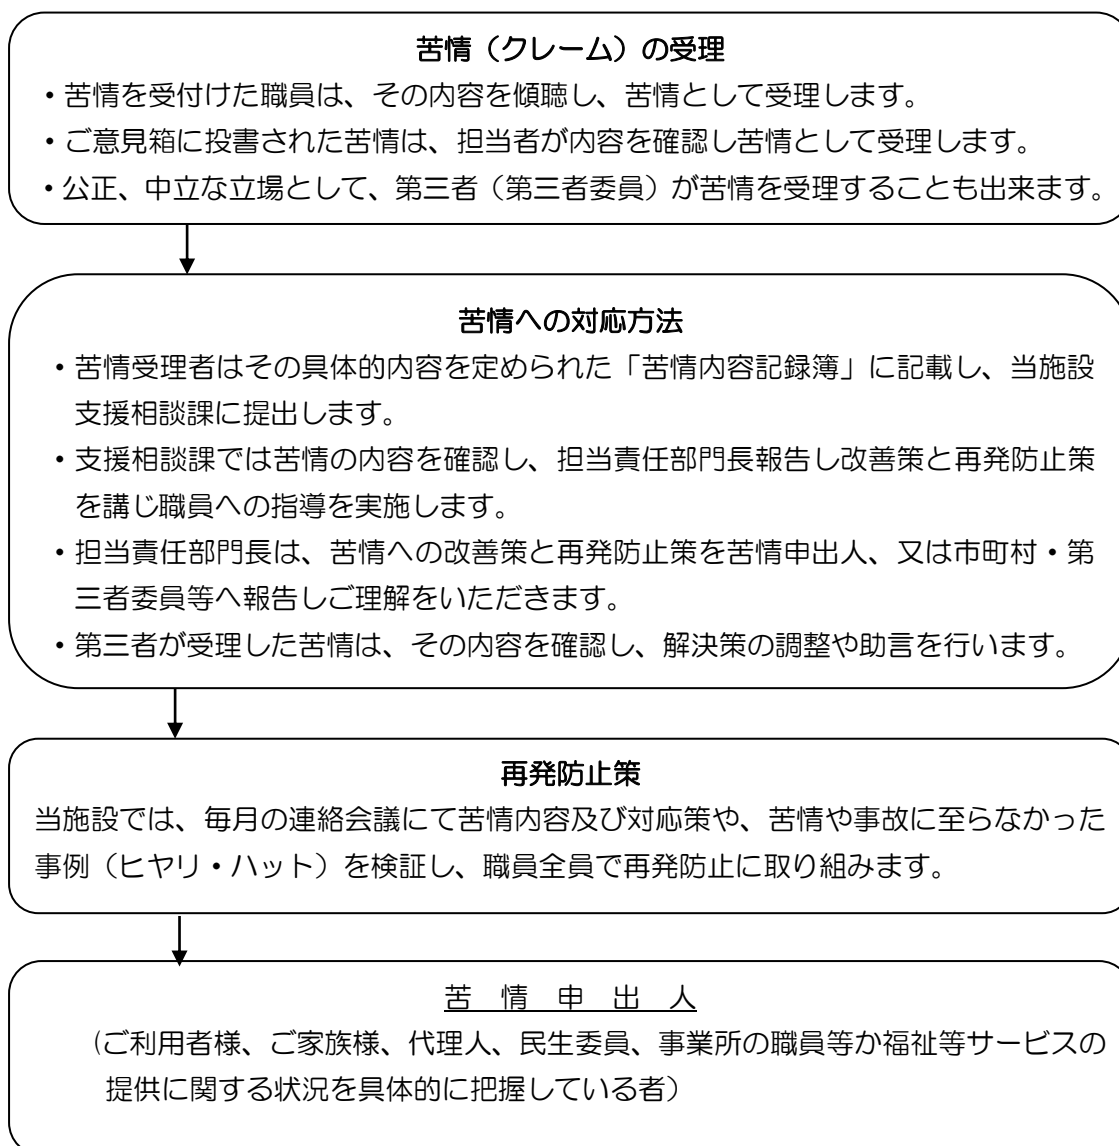 苦情（クレーム）の受理
・苦情を受付けた職員は、その内容を傾聴し、苦情として受理します。
・ご意見箱に投書された苦情は、担当者が内容を確認し苦情として受理します。
・公正、中立な立場として、第三者（第三者委員）が苦情を受理することも出来ます。
苦情への対応方法
・苦情受理者はその具体的内容を定められた「苦情内容記録簿」に記載し、当施設
支援相談課に提出します。
・支援相談課では苦情の内容を確認し、担当責任部門長報告し改善策と再発防止策
を講じ職員への指導を実施します。
・担当責任部門長は、苦情への改善策と再発防止策を苦情申出人、又は市町村・第
三者委員等へ報告しご理解をいただきます。
・第三者が受理した苦情は、その内容を確認し、解決策の調整や助言を行います。
再発防止策
当施設では、毎月の連絡会議にて苦情内容及び対応策や、苦情や事故に至らなかった
事例（ヒヤリ・ハット）を検証し、職員全員で再発防止に取り組みます。
苦　情　申　出　人
（ご利用者様、ご家族様、代理人、民生委員、事業所の職員等か福祉等サービスの
提供に関する状況を具体的に把握している者）